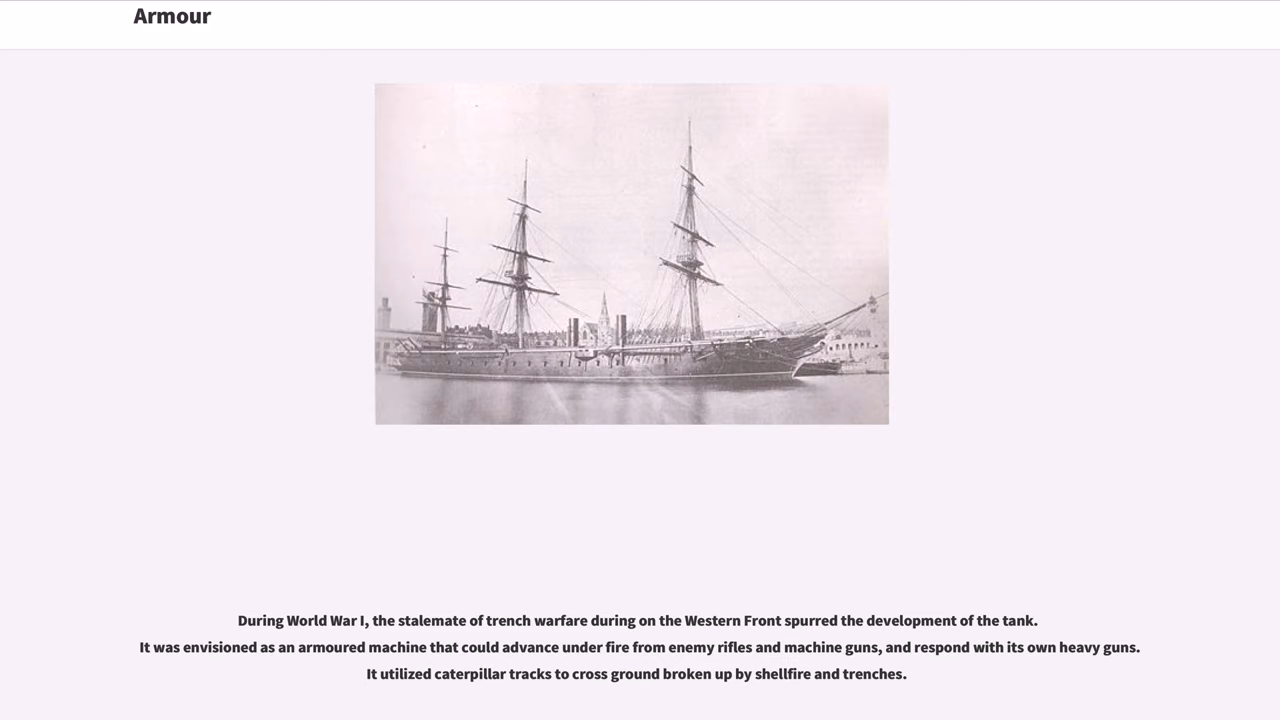 Armour
During World War I, the stalemate of trench warfare during on the Western Front spurred the development of the tank.
It was envisioned as an armoured machine that could advance under fire from enemy rifles and machine guns, and respond with its own heavy guns.
It utilized caterpillar tracks to cross ground broken up by shellfire and trenches.